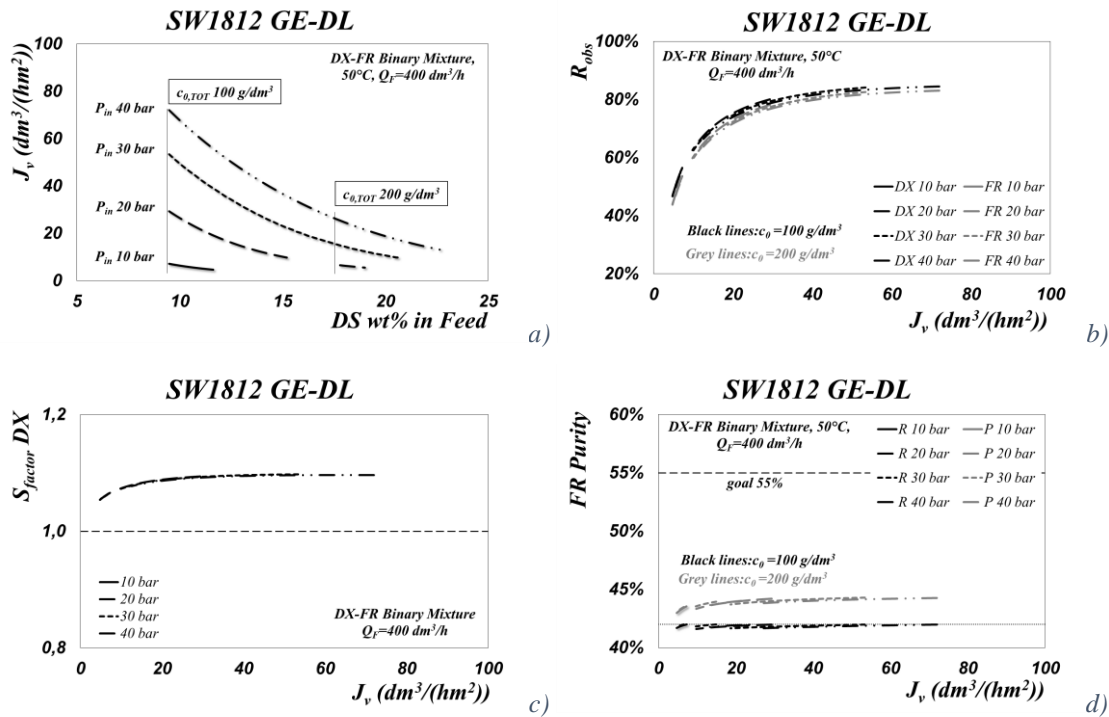 SW1812 GE-DL
J_v (dm³/(hm²))
100
80
60
40
20
0
DX-FR Binary Mixture,
50°C, Q_F=400 dm³/h
c_0,TOT 100 g/dm³
P_in 40 bar
P_in 30 bar
P_in 20 bar
P_in 10 bar
c_0,TOT 200 g/dm³
5
10
15
20
25
DS wt% in Feed
a)
SW1812 GE-DL
R_obs
100%
80%
60%
40%
20%
DX-FR Binary Mixture, 50°C
Q_F=400 dm³/h
DX 10 bar FR 10 bar
DX 20 bar FR 20 bar
DX 30 bar FR 30 bar
DX 40 bar FR 40 bar
Black lines:c_0 =100 g/dm³
Grey lines:c_0 =200 g/dm³
0
20
40
60
80
100
J_v (dm³/(hm²))
b)
SW1812 GE-DL
S_factor DX
1,2
1,0
0,8
10 bar
20 bar
30 bar
40 bar
DX-FR Binary Mixture
Q_F=400 dm³/h
0
20
40
60
80
100
J_v (dm³/(hm²))
c)
SW1812 GE-DL
FR Purity
60%
55%
50%
45%
40%
DX-FR Binary Mixture, 50°C,
Q_F=400 dm³/h
R 10 bar P 10 bar
R 20 bar P 20 bar
R 30 bar P 30 bar
R 40 bar P 40 bar
goal 55%
Black lines:c_0 =100 g/dm³
Grey lines:c_0 =200 g/dm³
0
20
40
60
80
100
J_v (dm³/(hm²))
d)